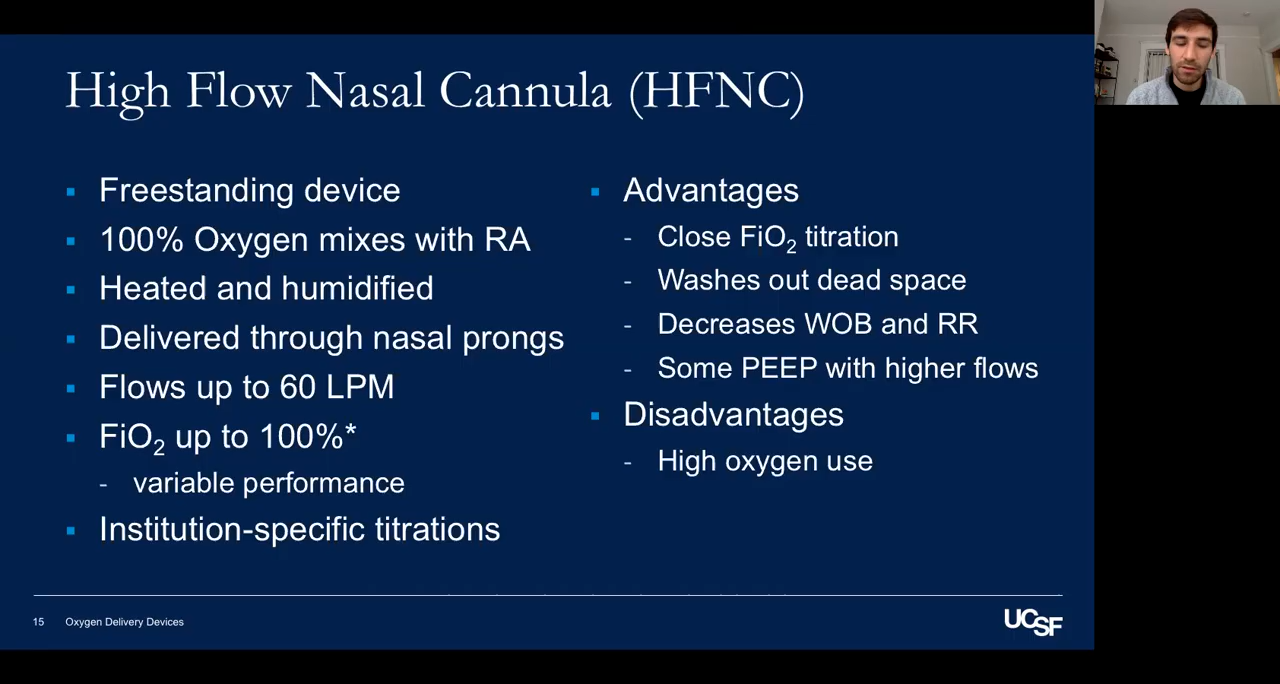 High Flow Nasal Cannula (HFNC)
Freestanding device
100% Oxygen mixes with RA
Heated and humidified
Delivered through nasal prongs
Flows up to 60 LPM
FiO2 up to 100%*
- variable performance
Institution-specific titrations
Advantages
- Close FiO2 titration
- Washes out dead space
- Decreases WOB and RR
- Some PEEP with higher flows
Disadvantages
- High oxygen use
15 Oxygen Delivery Devices
UCSF